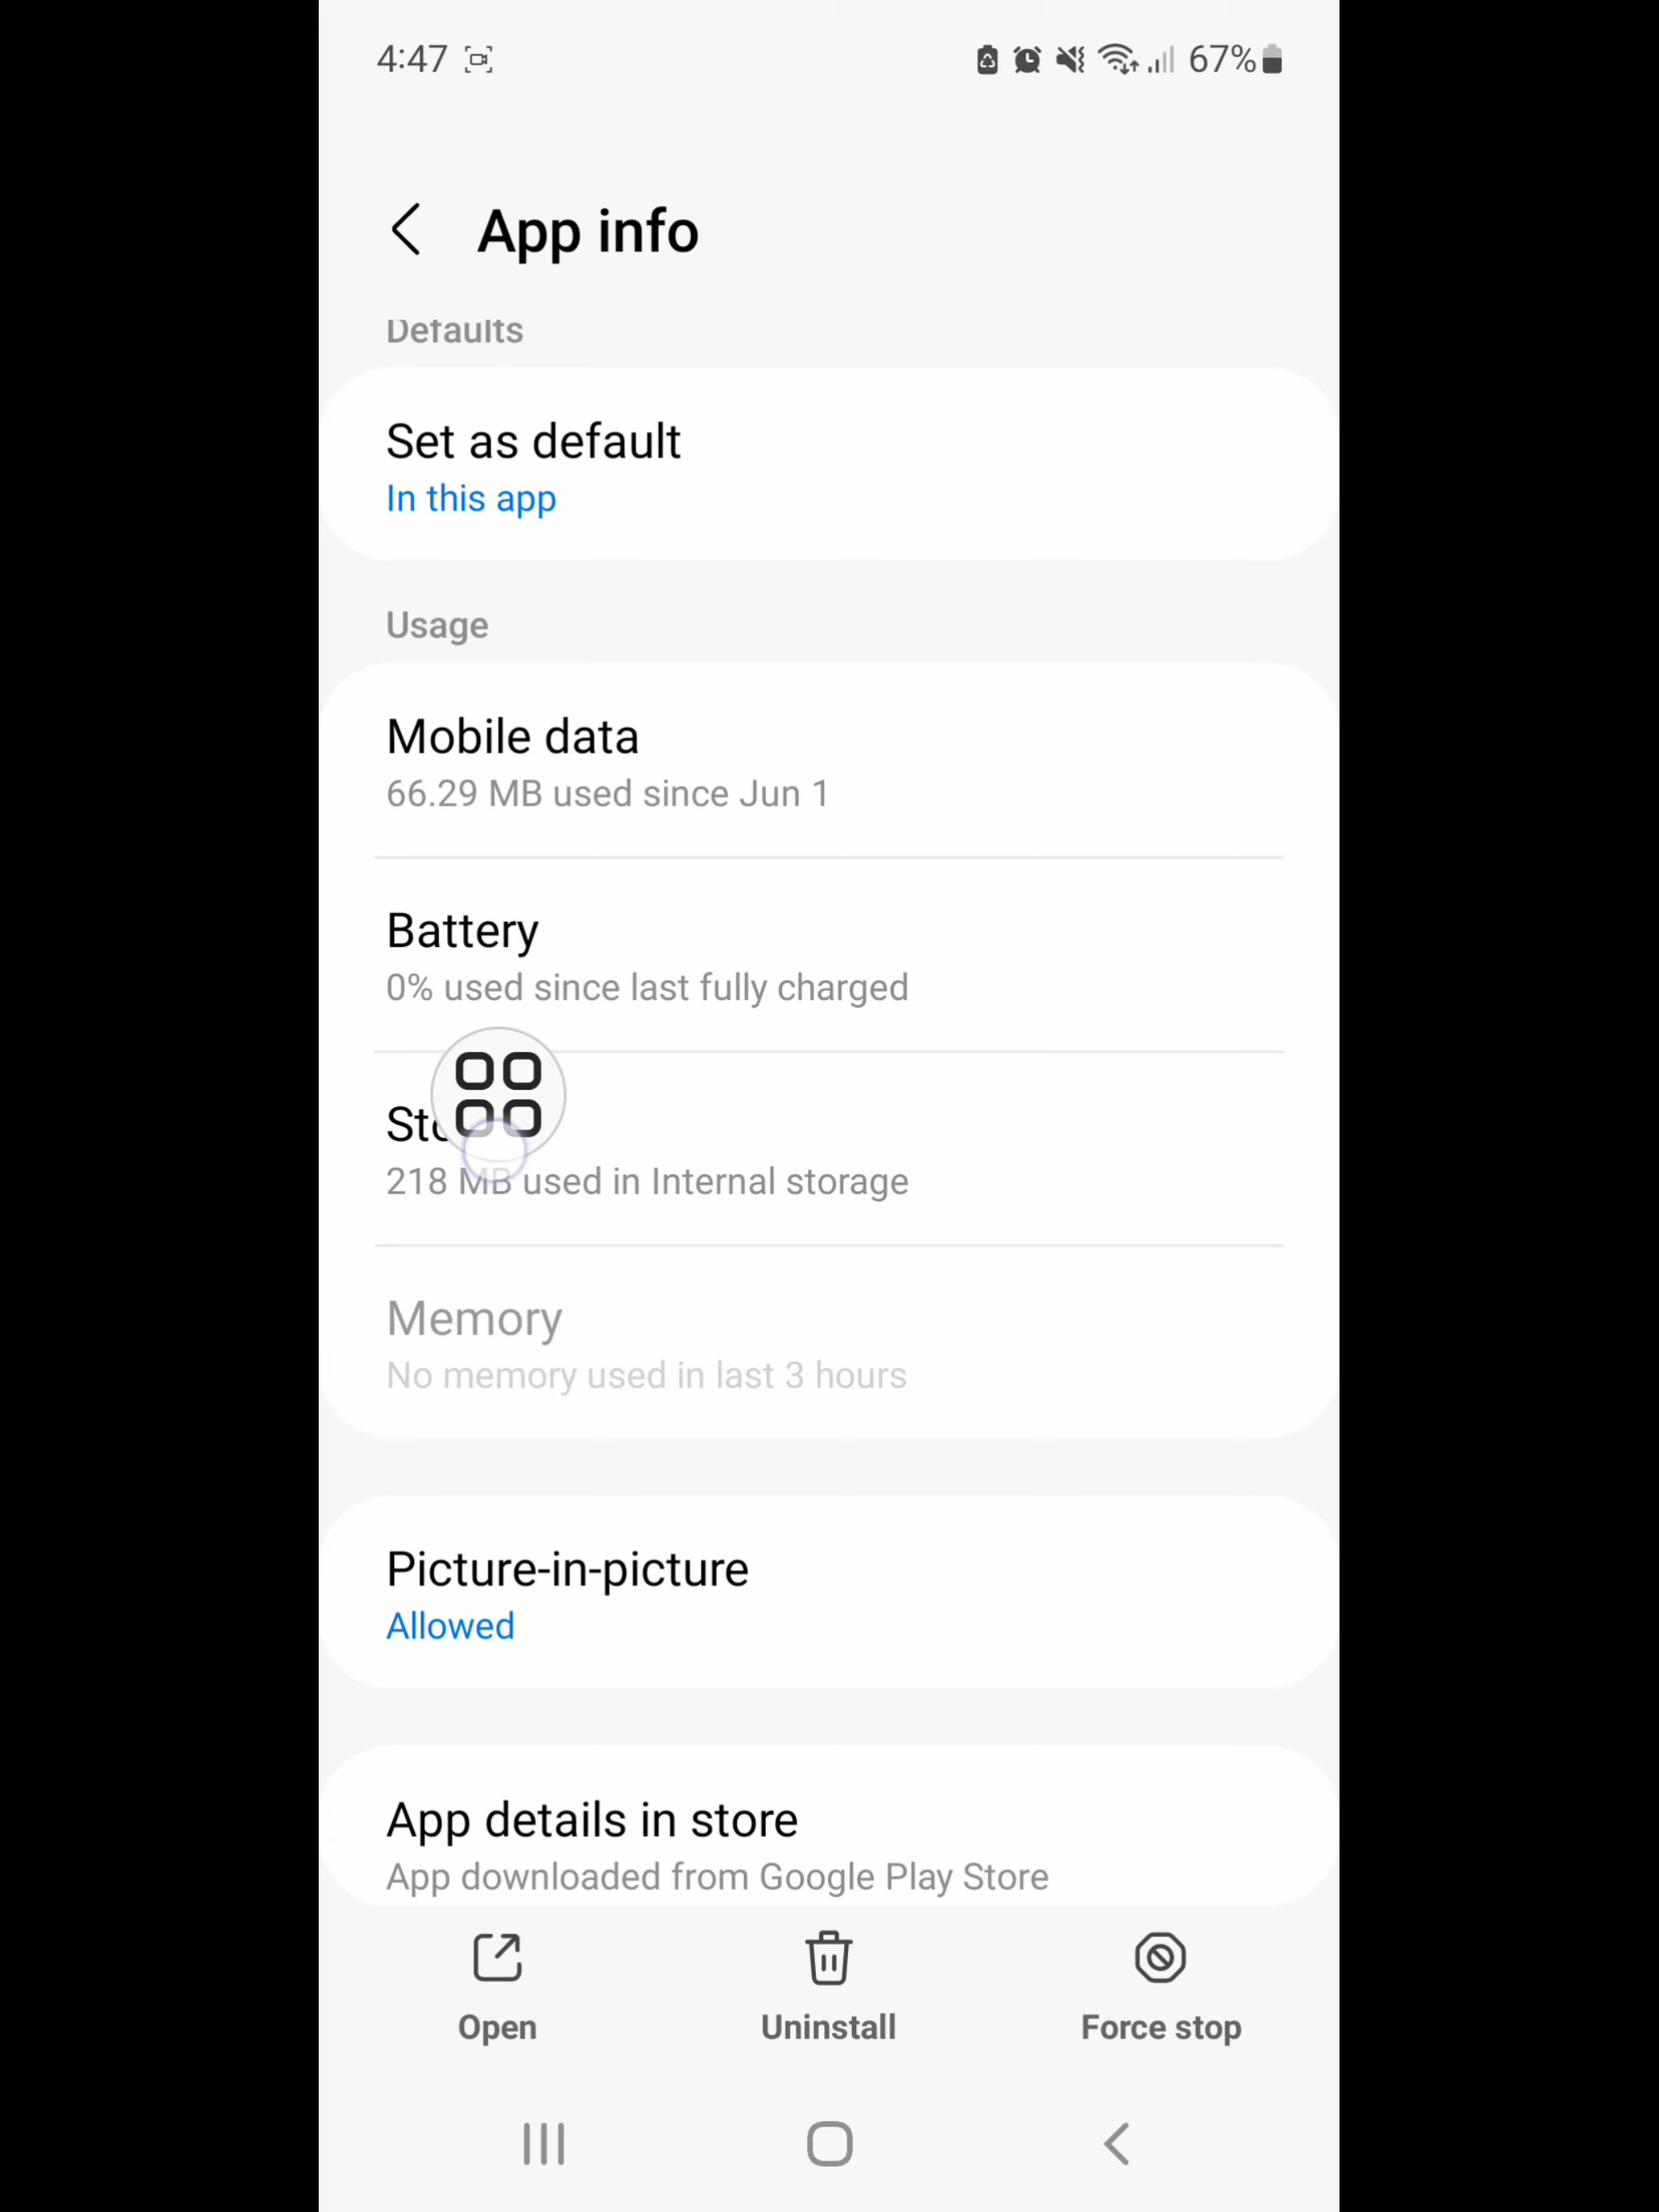 4:47 67%
App info
Defaults
Set as default
In this app
Usage
Mobile data
66.29 MB used since Jun 1
Battery
0% used since last fully charged
218 MB used in Internal storage
Memory
No memory used in last 3 hours
Picture-in-picture
Allowed
App details in store
App downloaded from Google Play Store
Open Uninstall Force stop